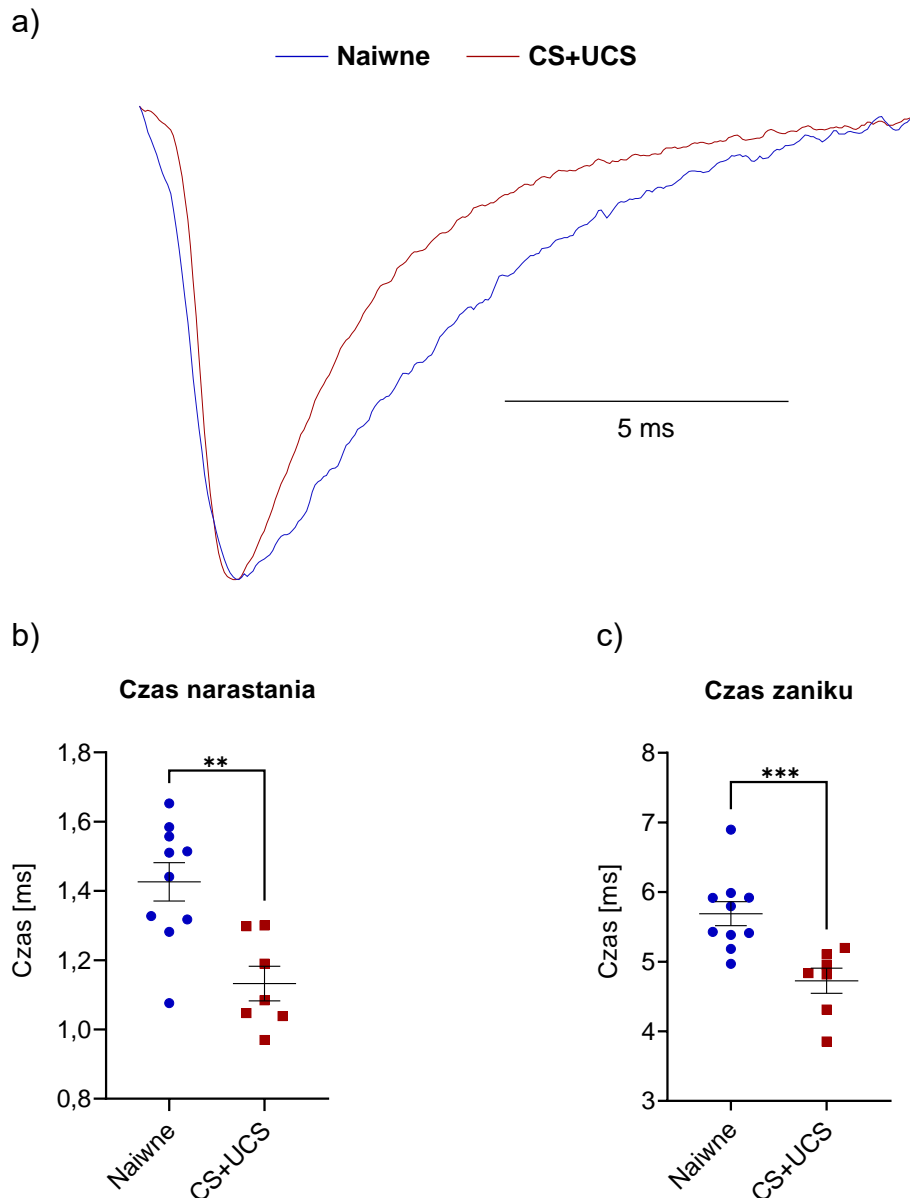 a)
Naiwne CS+UCS
5 ms
b)
Czas narastania
**
Czas [ms]
1,8
1,6
1,4
1,2
1,0
0,8
Naiwne
CS+UCS
c)
Czas zaniku
***
Czas [ms]
8
7
6
5
4
3
Naiwne
CS+UCS